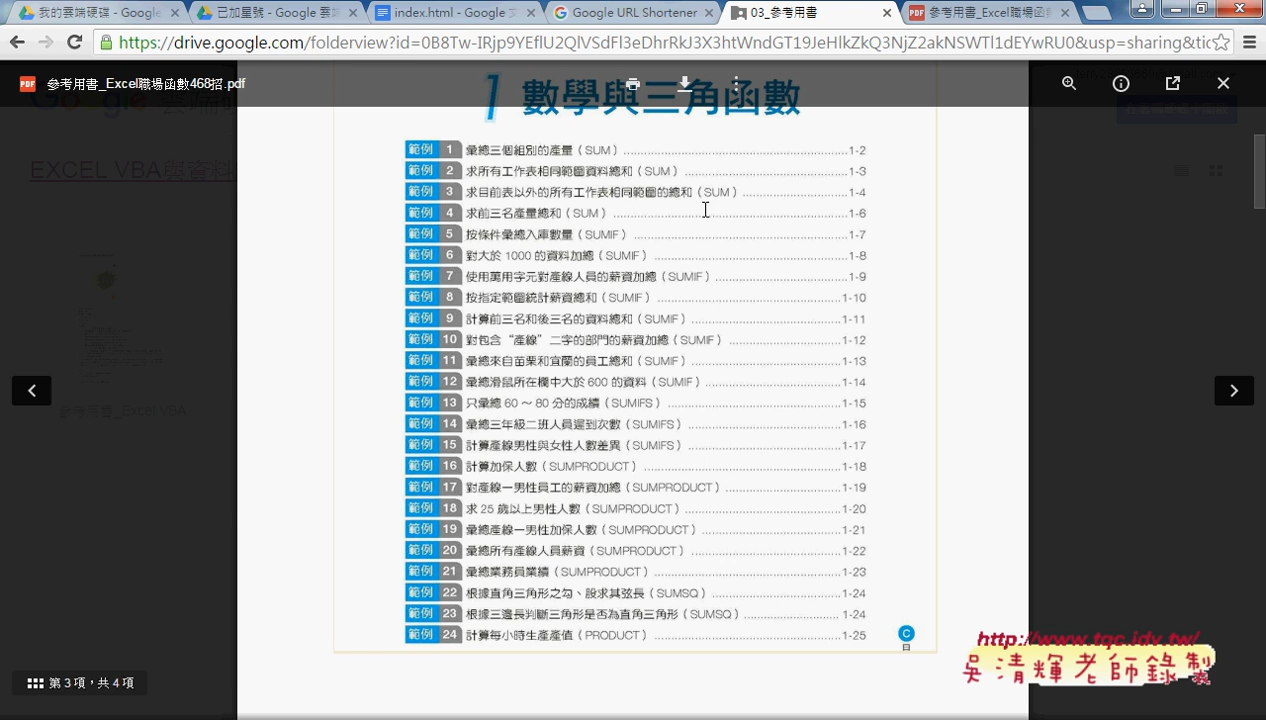 我的雲端硬碟 - Google
已加星號 - Google 雲端
index.html - Google 文
Google URL Shortener
03_參考用書
參考用書_Excel職場函
https://drive.google.com/folderview?id=0B8Tw-IRjp9YEflU2QlVSdFl3eDhrRkJ3X3htWndGT18JeHlkZkQ3NjZ2akNSWTl1dEYwRU0&usp=sharing&tid
PDF 參考用書_Excel職場函數468招.pdf
EXCEL VBA與資料
參考用書_Excel VBA
1 數學與三角函數
範例 1 彙總三個組別的產量（SUM）1-2
範例 2 求所有工作表相同範圍資料總和（SUM）1-3
範例 3 求目前表以外的所有工作表相同範圍的總和（SUM）1-4
範例 4 求前三名產量總和（SUM）1-6
範例 5 按條件彙總入庫數量（SUMIF）1-7
範例 6 對大於 1000 的資料加總（SUMIF）1-8
範例 7 使用萬用字元對產線人員的薪資加總（SUMIF）1-9
範例 8 按指定範圍統計薪資總和（SUMIF）1-10
範例 9 計算前三名和後三名的資料總和（SUMIF）1-11
範例 10 對包含“產線”二字的部門的薪資加總（SUMIF）1-12
範例 11 彙總來自苗栗和宜蘭的員工總和（SUMIF）1-13
範例 12 彙總滑鼠所在欄中大於 600 的資料（SUMIF）1-14
範例 13 只彙總 60～80 分的成績（SUMIFS）1-15
範例 14 彙總三年級二班人員遲到次數（SUMIFS）1-16
範例 15 計算產線男性與女性人數差異（SUMIFS）1-17
範例 16 計算加保人數（SUMPRODUCT）1-18
範例 17 對產線一男性員工的薪資加總（SUMPRODUCT）1-19
範例 18 求 25 歲以上男性人數（SUMPRODUCT）1-20
範例 19 彙總產線一男性加保人數（SUMPRODUCT）1-21
範例 20 彙總所有產線人員薪資（SUMPRODUCT）1-22
範例 21 彙總業務員業績（SUMPRODUCT）1-23
範例 22 根據直角三角形之勾、股求其弦長（SUMSQ）1-24
範例 23 根據三邊長判斷三角形是否為直角三角形（SUMSQ）1-24
範例 24 計算每小時生產產值（PRODUCT）1-25
C
目
第 3 項，共 4 項
http://www.tqc.idv.tw/
吳清輝老師錄製